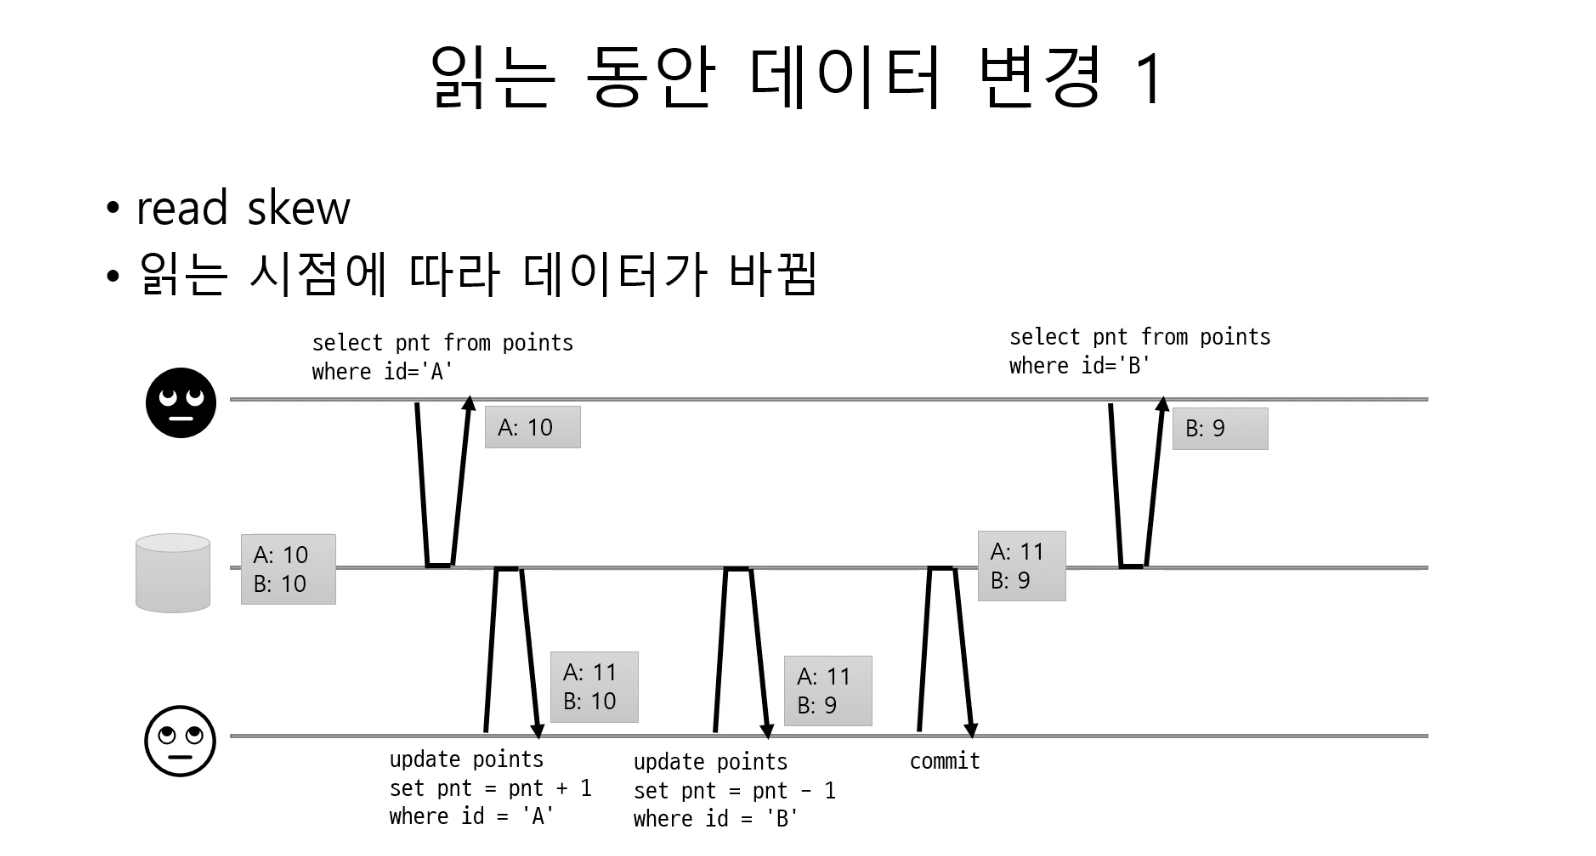 읽는 동안 데이터 변경 1
• read skew
• 읽는 시점에 따라 데이터가 바뀜
select pnt from points
where id='A'
select pnt from points
where id='B'
A: 10
B: 9
A: 10
B: 10
A: 11
B: 9
A: 11
B: 10
A: 11
B: 9
update points
set pnt = pnt + 1
where id = 'A'
update points
set pnt = pnt - 1
where id = 'B'
commit